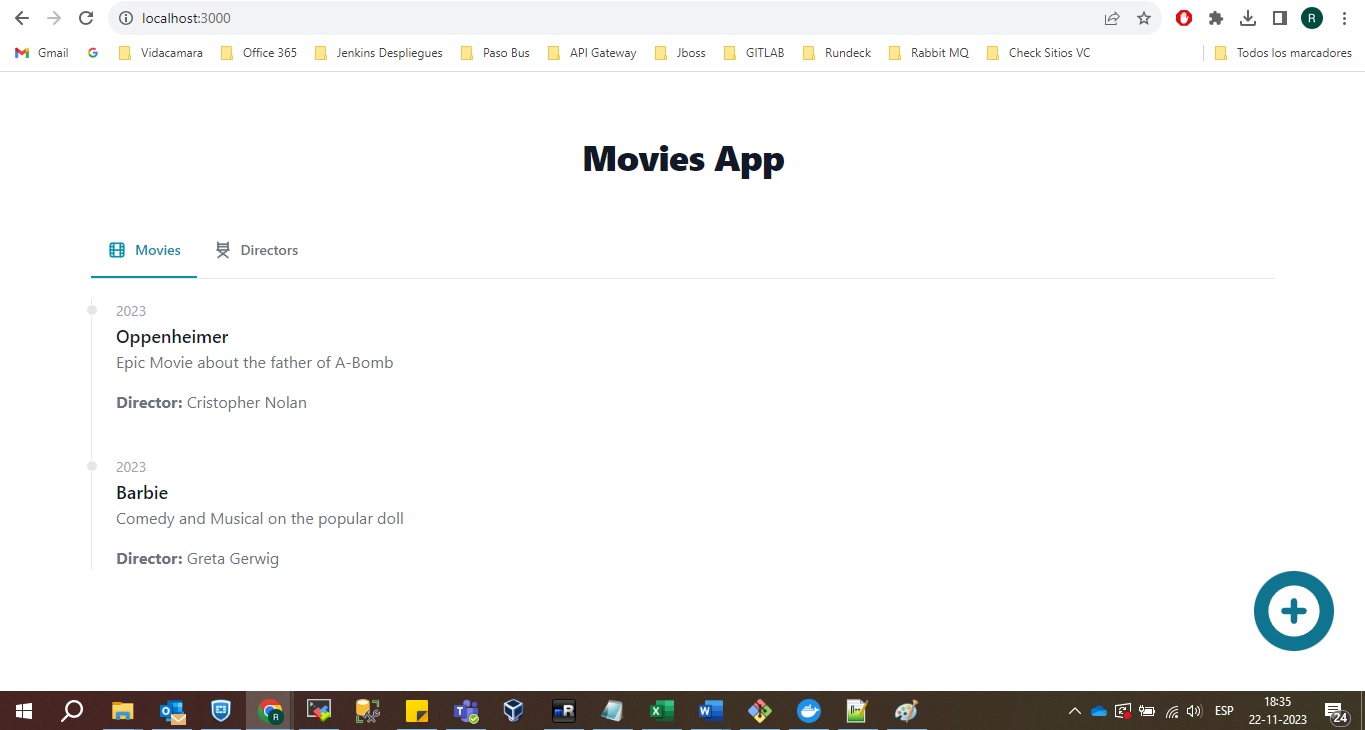 localhost:3000
R
Gmail Vidacamara Office 365 Jenkins Despliegues Paso Bus API Gateway Jboss GITLAB Rundeck Rabbit MQ Check Sitios VC Todos los marcadores
Movies App
Movies Directors
2023
Oppenheimer
Epic Movie about the father of A-Bomb
Director: Cristopher Nolan
2023
Barbie
Comedy and Musical on the popular doll
Director: Greta Gerwig
ESP
18:35
22-11-2023
24